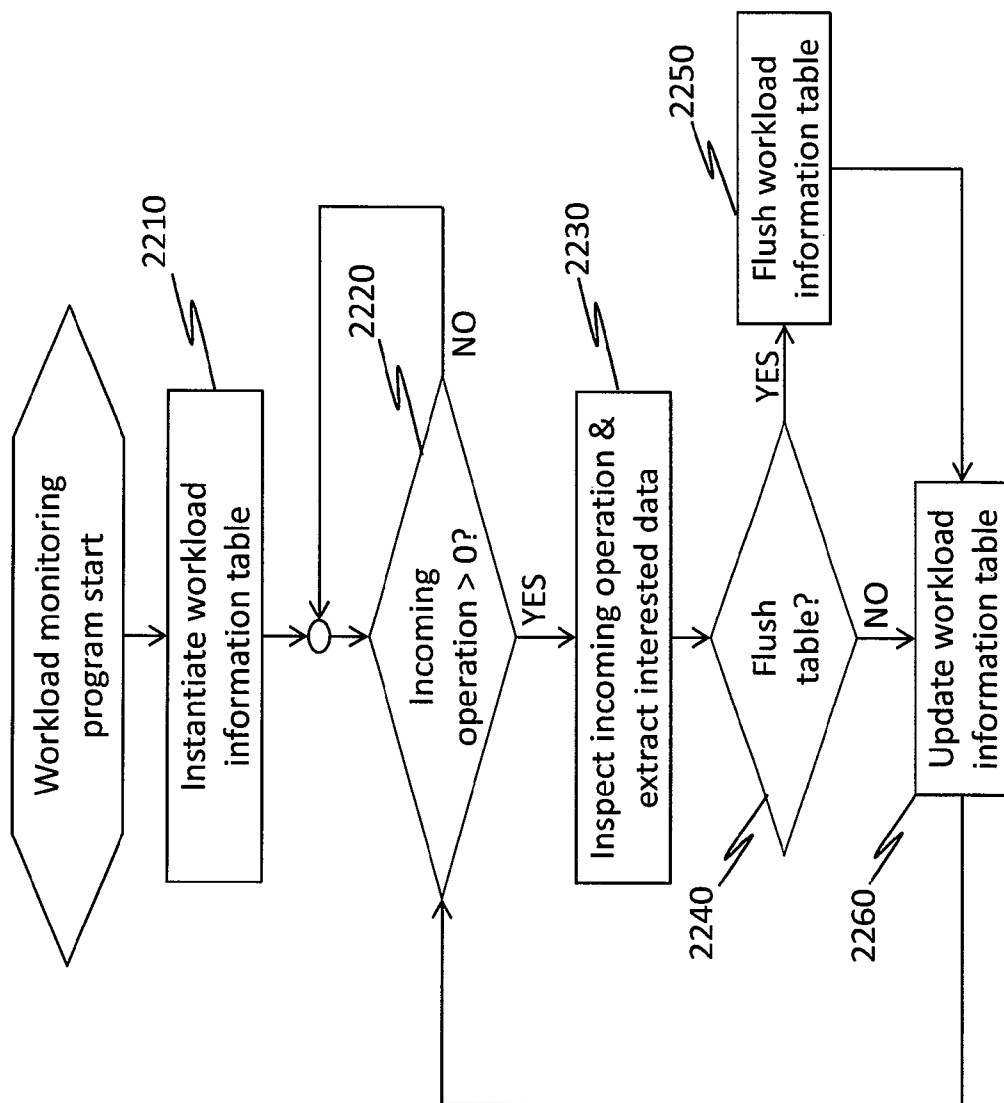 Workload monitoring
program start
2210
Instantiate workload
information table
2220
Incoming
operation > 0?
NO
YES
2230
Inspect incoming operation &
extract interested data
2240
Flush
table?
YES
NO
2250
Flush workload
information table
2260
Update workload
information table